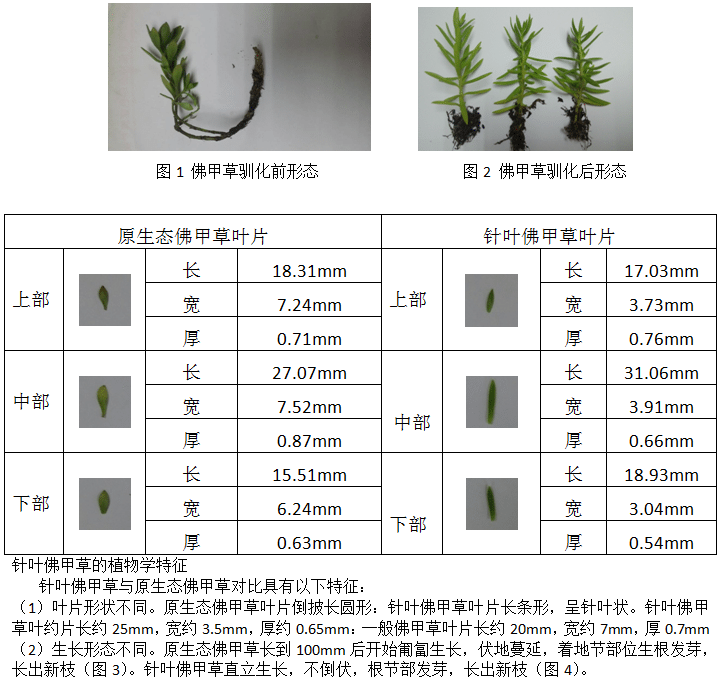 图 1 佛甲草驯化前形态
图 2 佛甲草驯化后形态
原生态佛甲草叶片 针叶佛甲草叶片
上部 长 18.31mm 上部 长 17.03mm
宽 7.24mm 宽 3.73mm
厚 0.71mm 厚 0.76mm
中部 长 27.07mm 中部 长 31.06mm
宽 7.52mm 宽 3.91mm
厚 0.87mm 厚 0.66mm
下部 长 15.51mm 下部 长 18.93mm
宽 6.24mm 宽 3.04mm
厚 0.63mm 厚 0.54mm
针叶佛甲草的植物学特征
针叶佛甲草与原生态佛甲草对比具有以下特征：
（1）叶片形状不同。原生态佛甲草叶片倒披长圆形：针叶佛甲草叶片长条形，呈针叶状。针叶佛甲
草叶约片长约 25mm，宽约 3.5mm，厚约 0.65mm：一般佛甲草叶片长约 20mm，宽约 7mm，厚 0.7mm
（2）生长形态不同。原生态佛甲草长到 100mm 后开始匍匐生长，伏地蔓延，着地节部位生根发芽，
长出新枝（图 3）。针叶佛甲草直立生长，不倒伏，根节部发芽，长出新枝（图 4）。